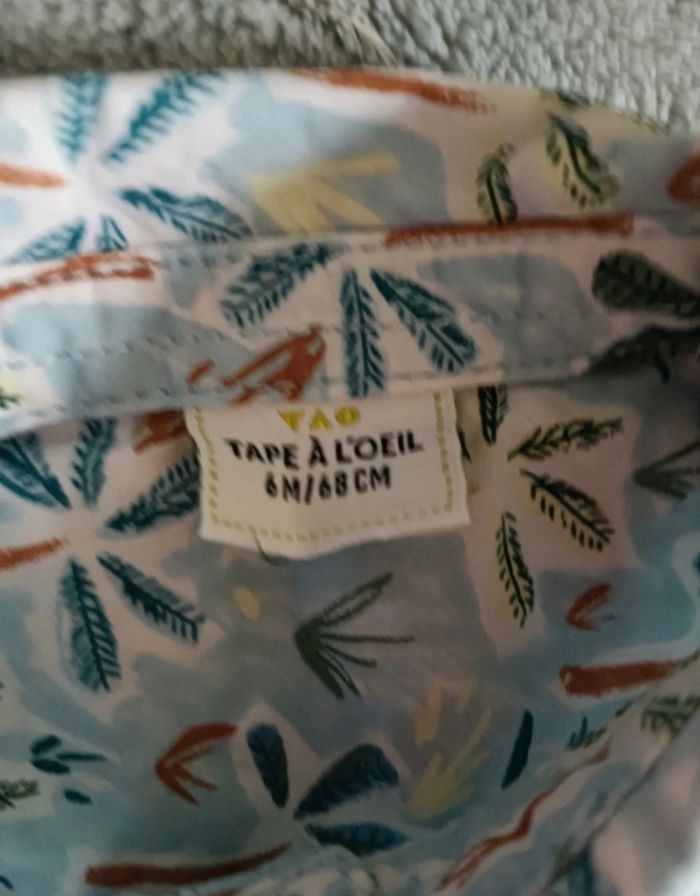 TAO
TAPE À L'OEIL
6M/68CM